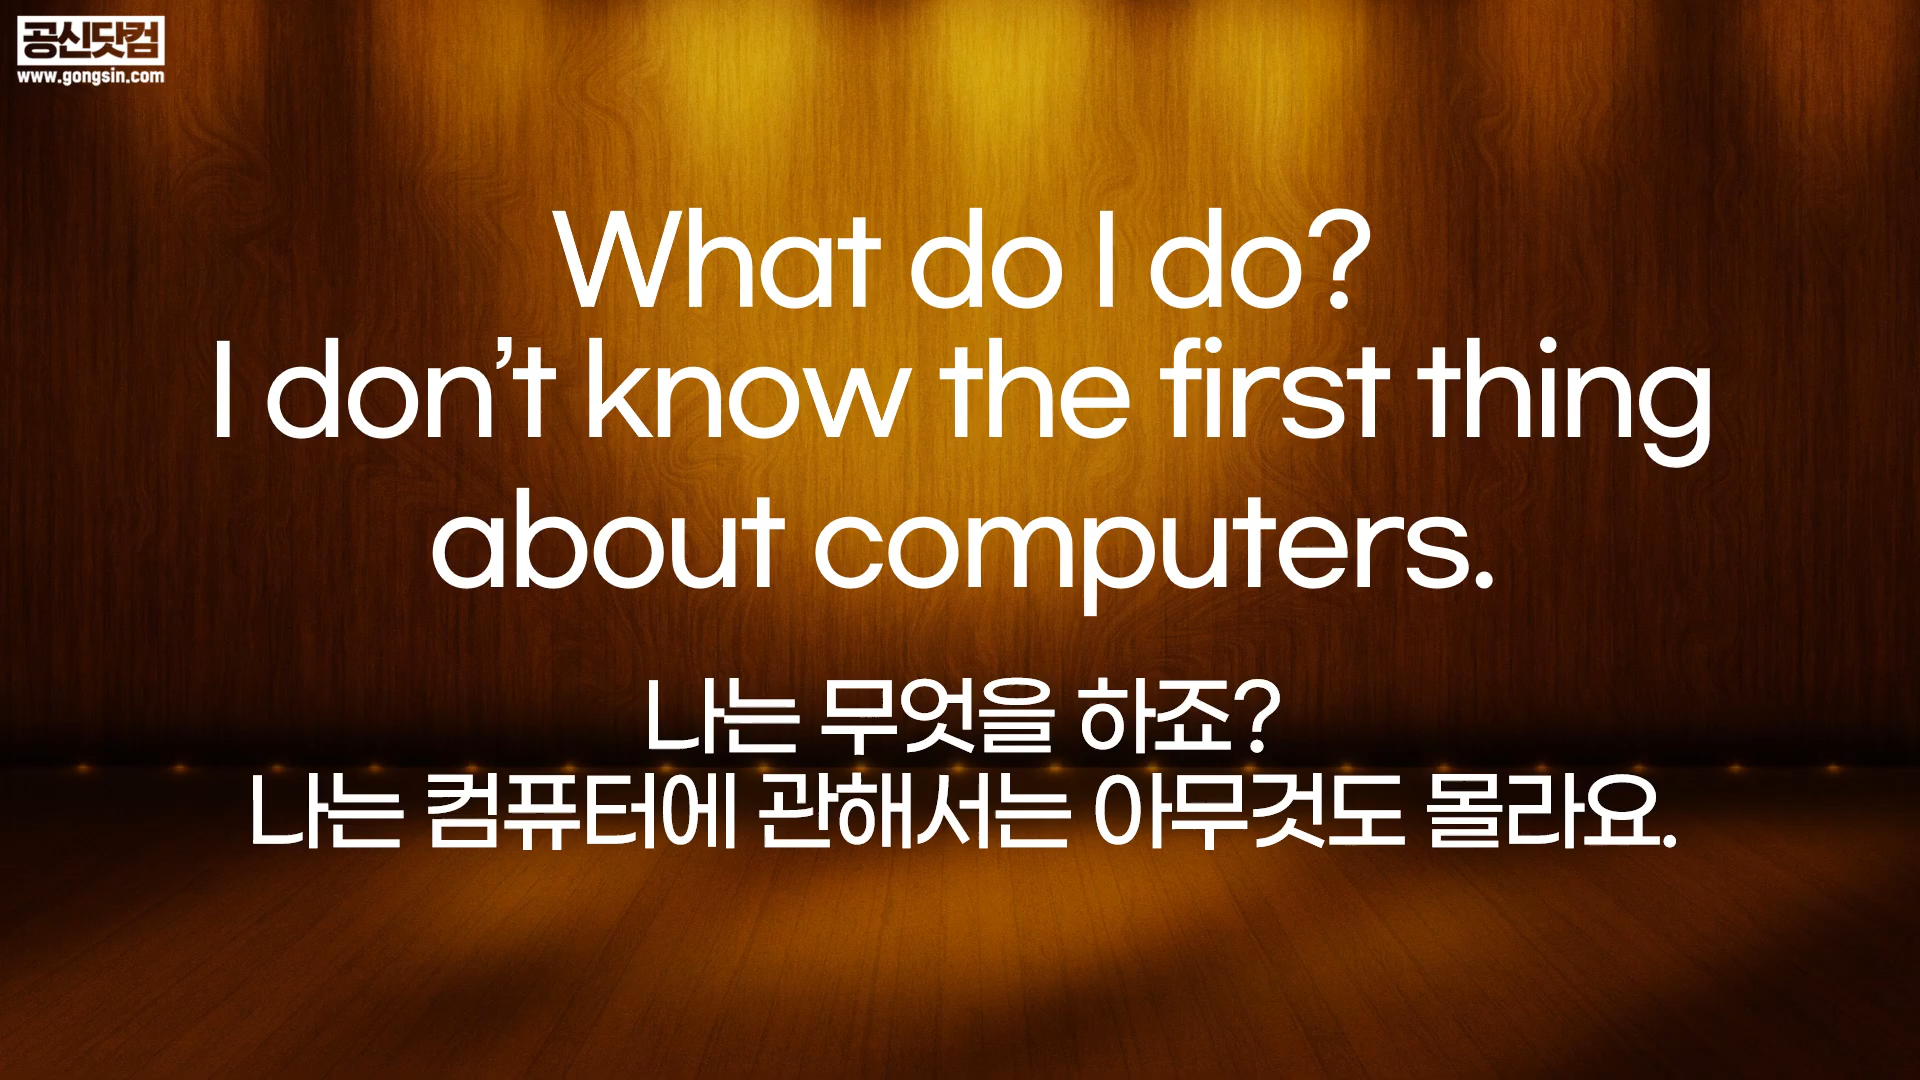 공신닷컴
www.gongsin.com
What do I do?
I don’t know the first thing
about computers.
나는 무엇을 하죠?
나는 컴퓨터에 관해서는 아무것도 몰라요.